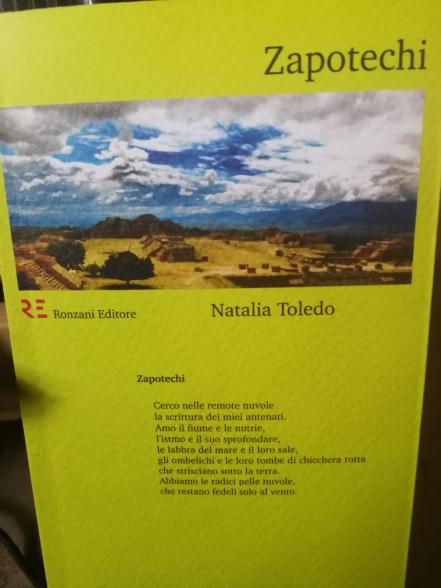 Zapotechi
RE Ronzani Editore
Natalia Toledo
Zapotechi
Cerco nelle remote nuvole
la scrittura dei miei antenati.
Amo il fiume e le nutrie,
l'istmo e il suo sprofondare,
le labbra del mare e il loro sale,
gli ombelichi e le loro tombe di chicchera rotta
che strisciano sotto la terra.
Abbiamo le radici nelle nuvole,
che restano fedeli solo al vento.